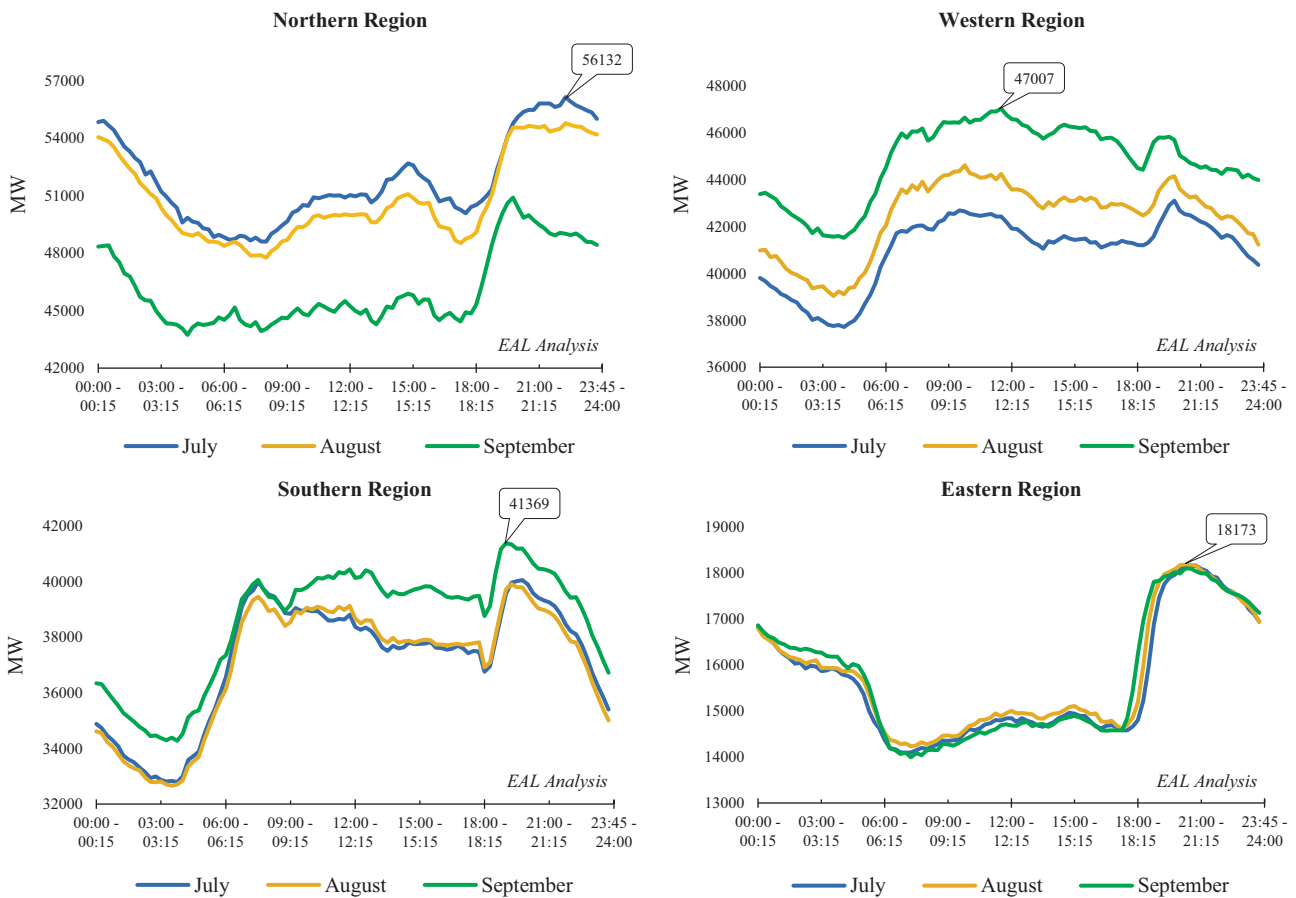 Northern Region
56132
57000
54000
51000
48000
45000
42000
MW
EAL Analysis
00:00 - 03:00 - 06:00 - 09:00 - 12:00 - 15:00 - 18:00 - 21:00 - 23:45 -
00:15 03:15 06:15 09:15 12:15 15:15 18:15 21:15 24:00
July August September
Western Region
47007
48000
46000
44000
42000
40000
38000
36000
MW
EAL Analysis
00:00 - 03:00 - 06:00 - 09:00 - 12:00 - 15:00 - 18:00 - 21:00 - 23:45 -
00:15 03:15 06:15 09:15 12:15 15:15 18:15 21:15 24:00
July August September
Southern Region
41369
42000
40000
38000
36000
34000
32000
MW
EAL Analysis
00:00 - 03:00 - 06:00 - 09:00 - 12:00 - 15:00 - 18:00 - 21:00 - 23:45 -
00:15 03:15 06:15 09:15 12:15 15:15 18:15 21:15 24:00
July August September
Eastern Region
18173
19000
18000
17000
16000
15000
14000
13000
MW
EAL Analysis
00:00 - 03:00 - 06:00 - 09:00 - 12:00 - 15:00 - 18:00 - 21:00 - 23:45 -
00:15 03:15 06:15 09:15 12:15 15:15 18:15 21:15 24:00
July August September